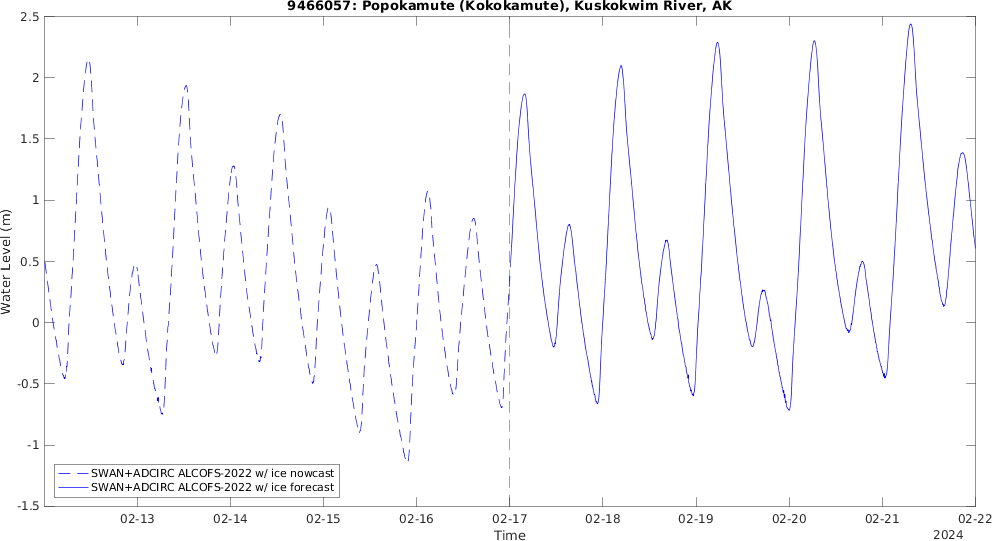 9466057: Popokamute (Kokokamute), Kuskokwim River, AK
2.5
2
1.5
1
0.5
0
-0.5
-1
-1.5
Water Level (m)
SWAN+ADCIRC ALCOFS-2022 w/ ice nowcast
SWAN+ADCIRC ALCOFS-2022 w/ ice forecast
02-13 02-14 02-15 02-16 02-17 02-18 02-19 02-20 02-21 02-22
Time
2024